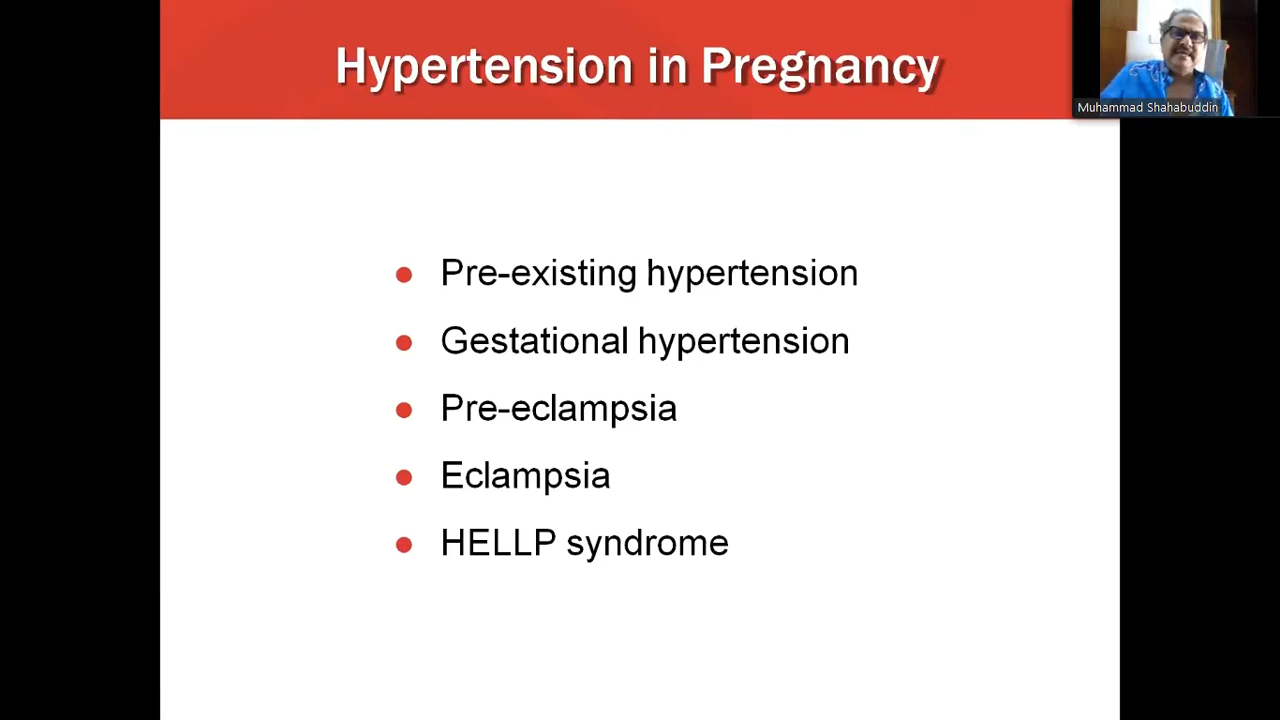 Hypertension in Pregnancy
Muhammad Shahabuddin
Pre-existing hypertension
Gestational hypertension
Pre-eclampsia
Eclampsia
HELLP syndrome